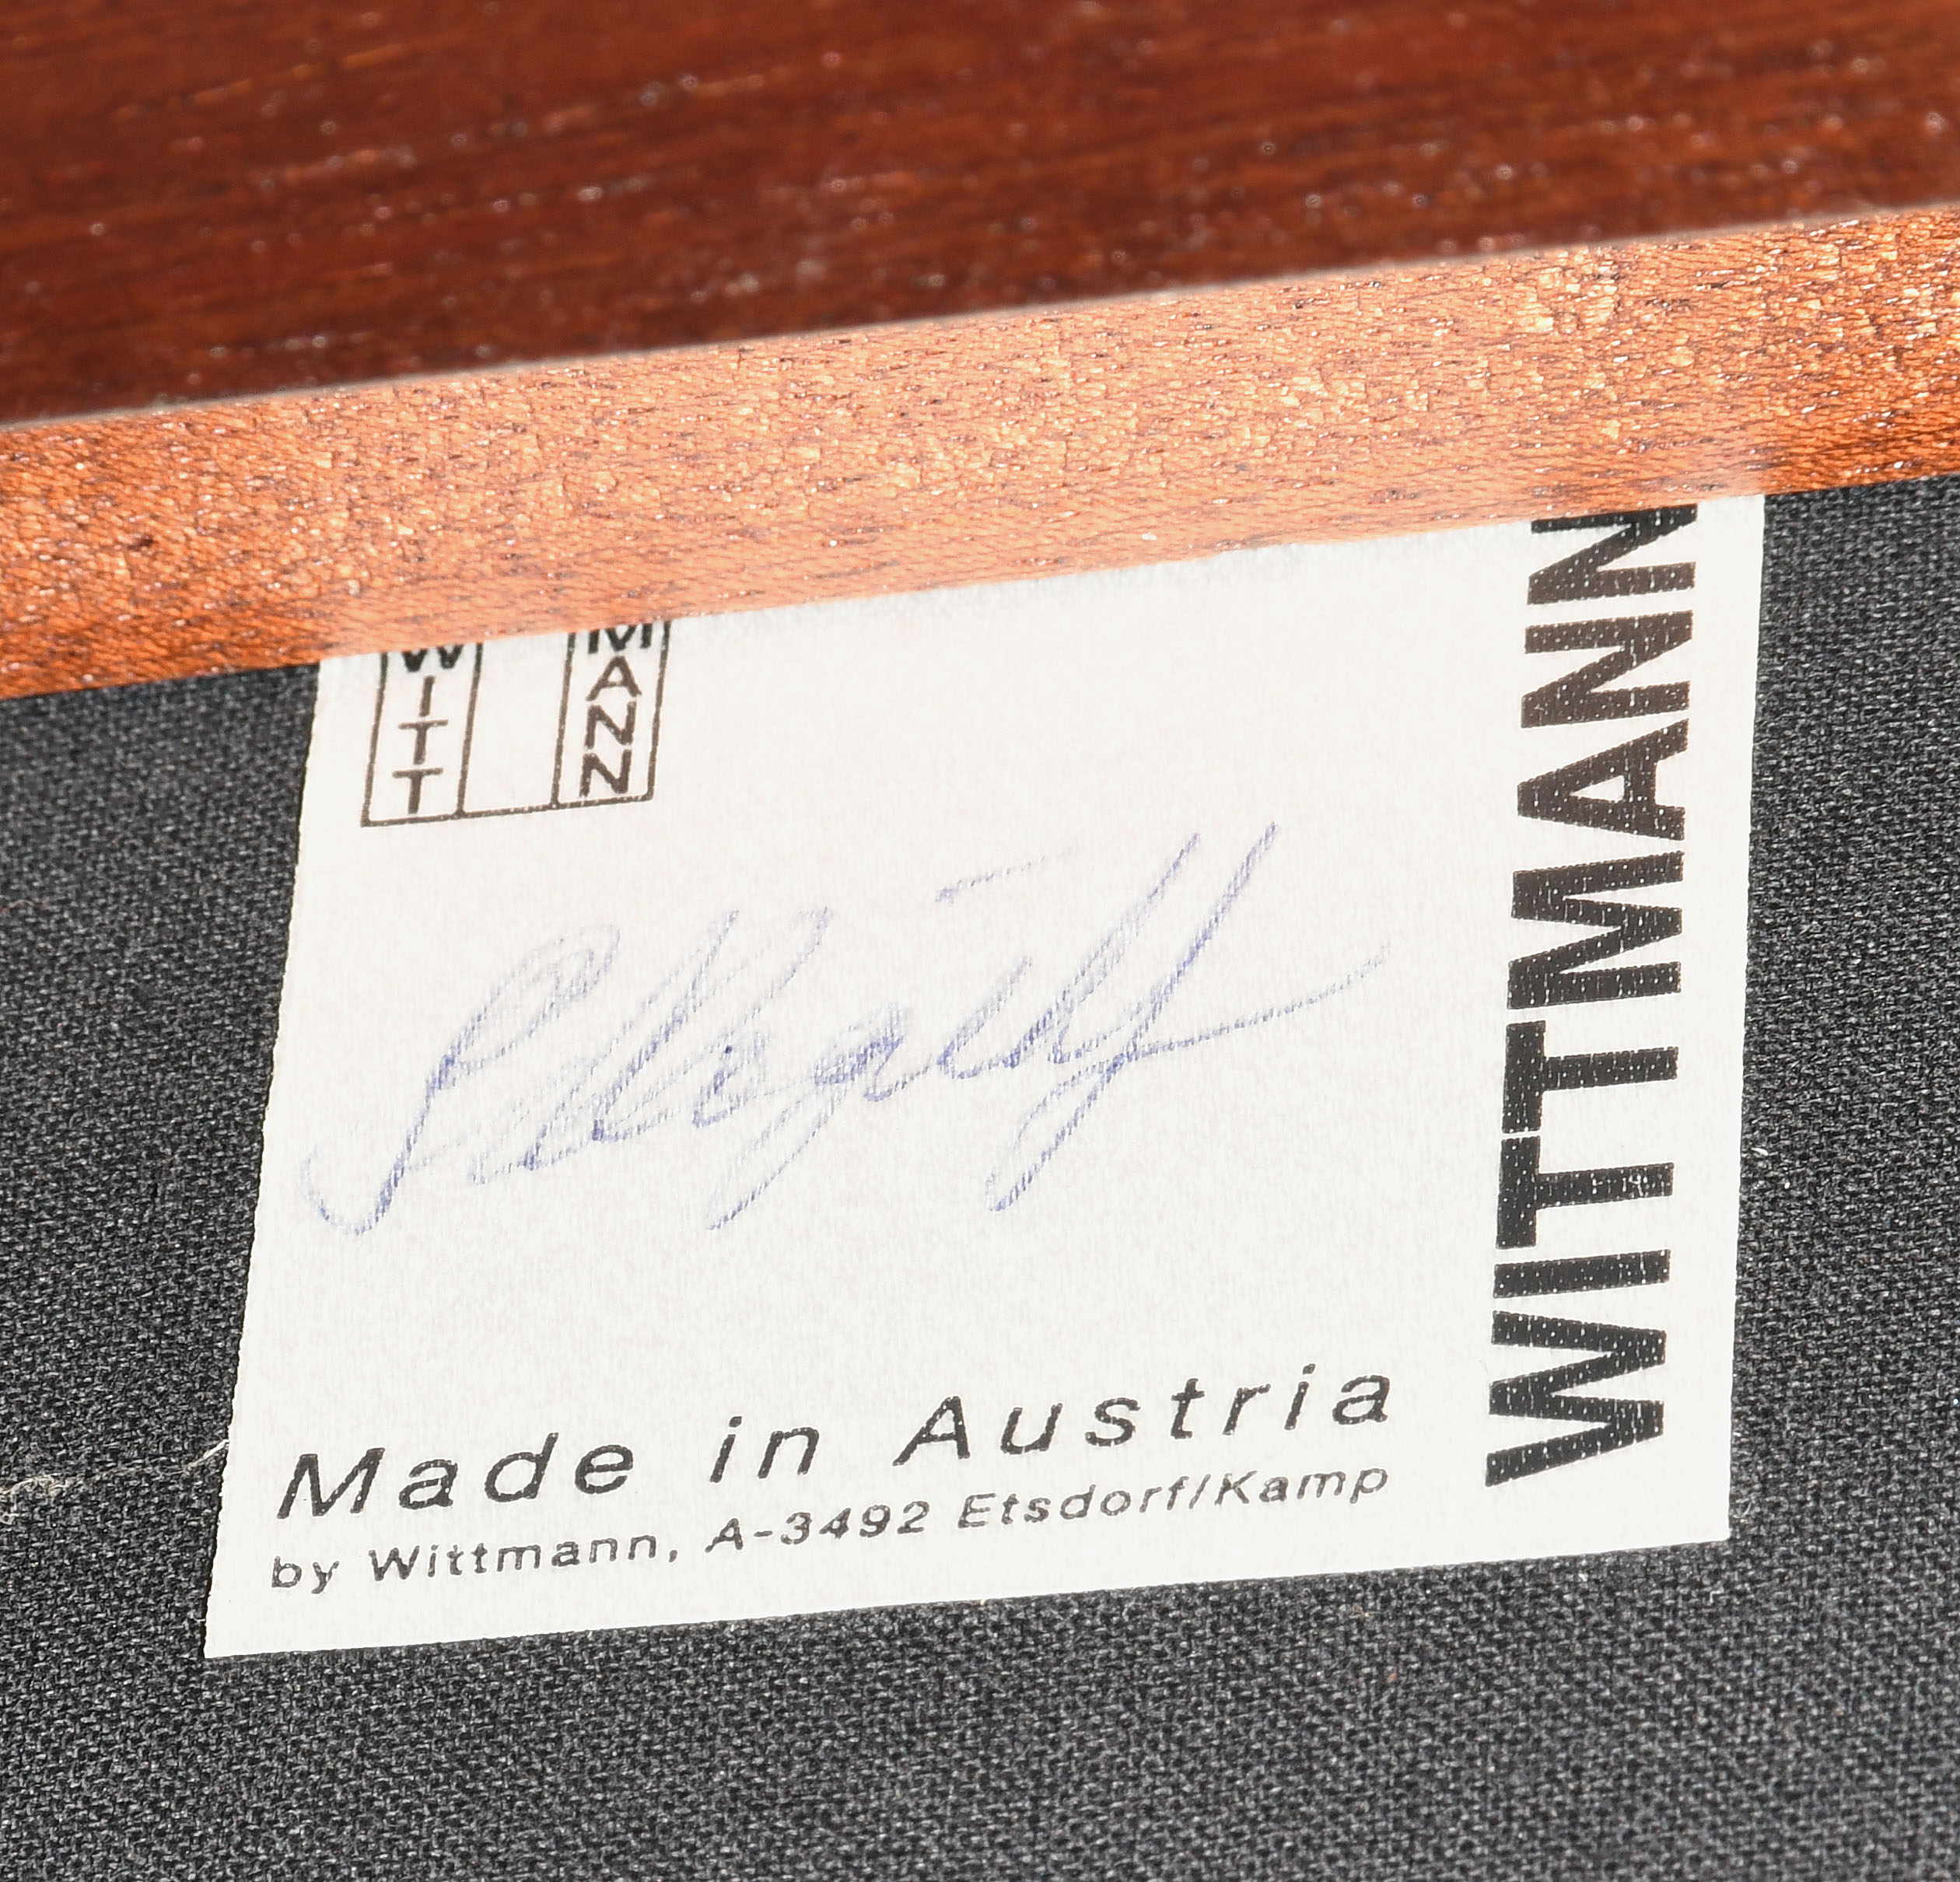 WITT
MANN
WITTMANN
Made in Austria
by Wittmann, A-3492 Etsdorf/Kamp